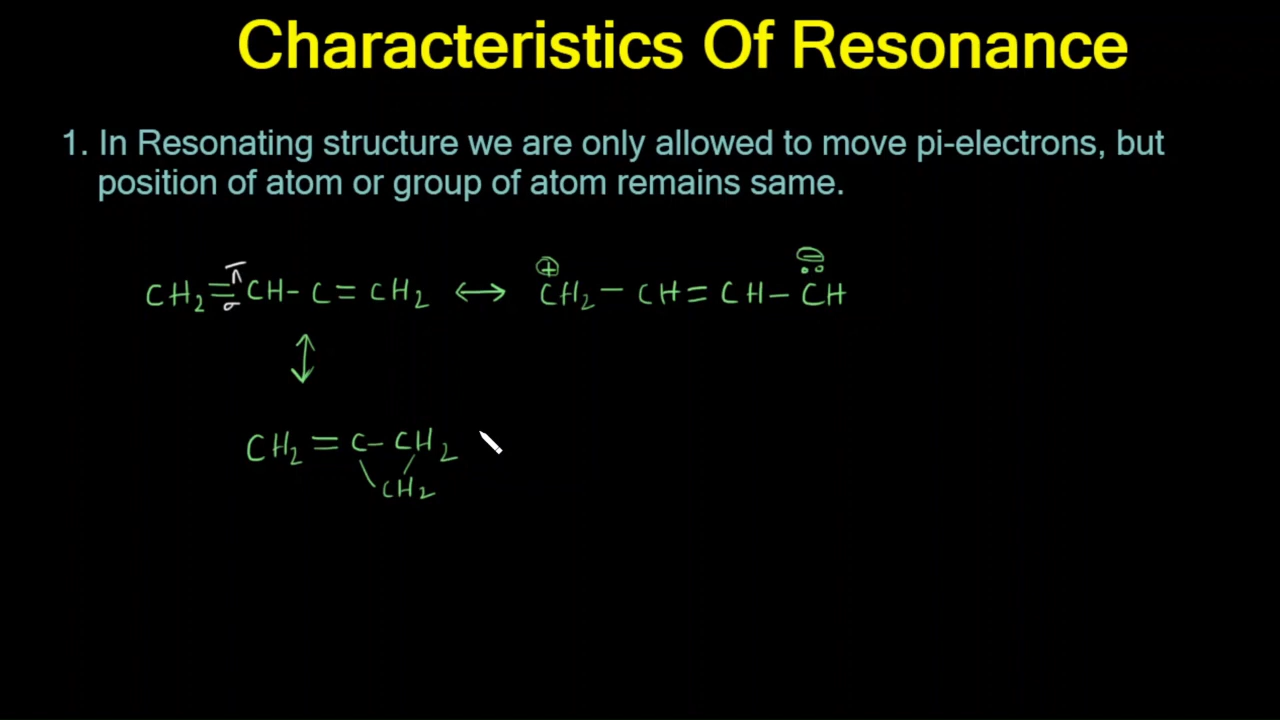 Characteristics Of Resonance
1. In Resonating structure we are only allowed to move pi-electrons, but
position of atom or group of atom remains same.
⊕ ⊖
π ••
CH₂=CH-C=CH₂ ⟷ CH₂-CH=CH-CH
σ
↕
CH₂=C-CH₂
\ /
CH₂